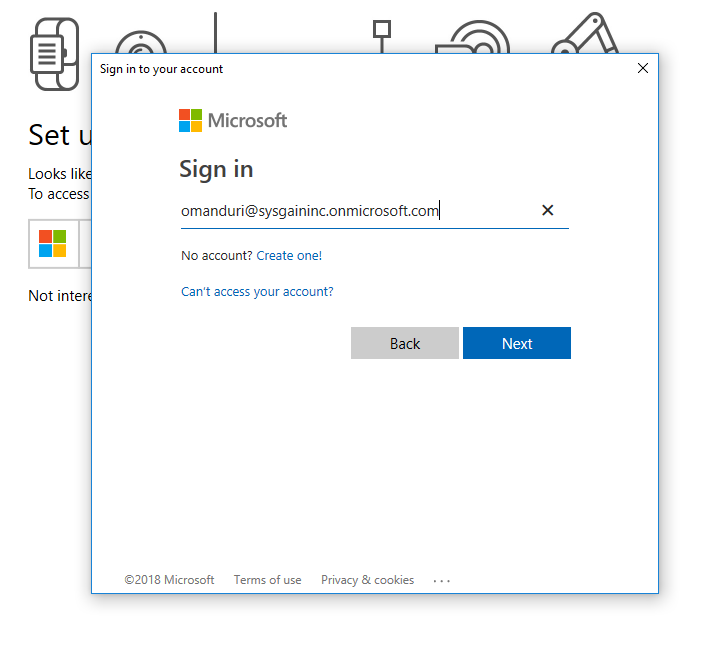 Sign in to your account
Microsoft
Sign in
omanduri@sysgaininc.onmicrosoft.com
No account? Create one!
Can't access your account?
Back
Next
©2018 Microsoft
Terms of use
Privacy & cookies
...
Set u
Looks like
To access
Not intere